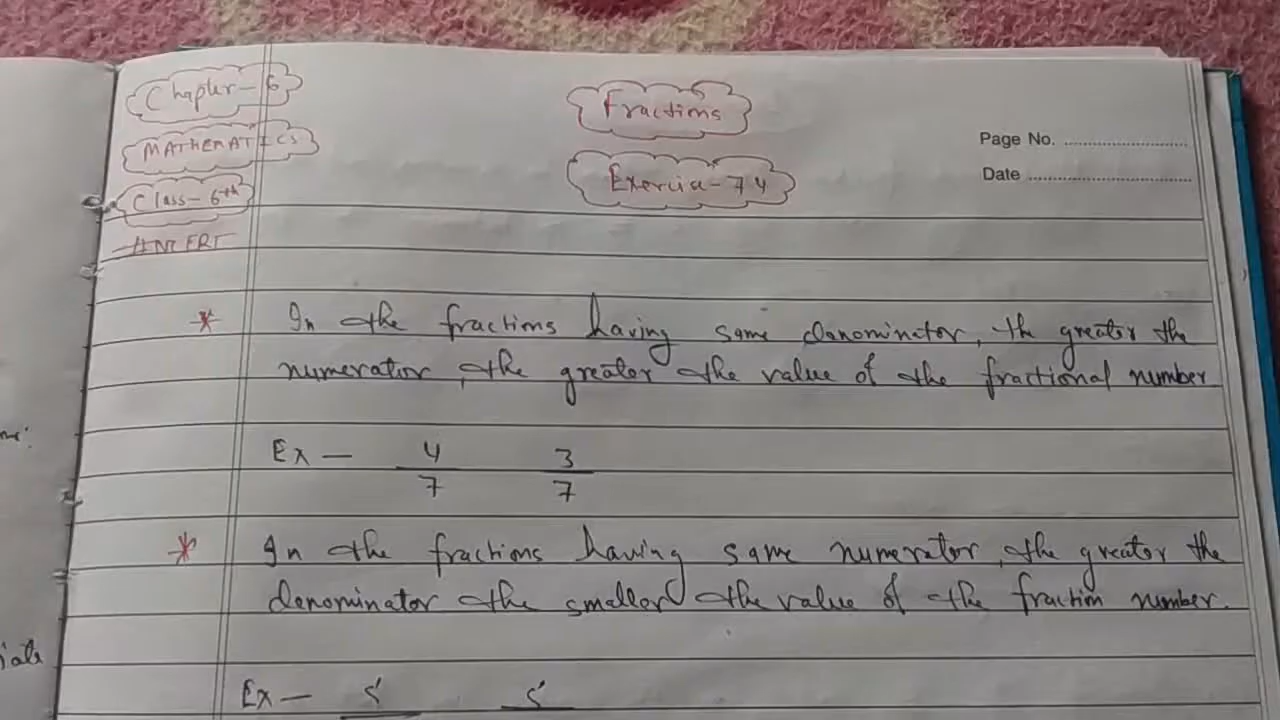 Chapter-6
MATHEMATICS
Class-6th
NCERT
Fractions
Exercise-7.4
Page No.
Date
* In the fractions having same denominator, the greater the
numerator, the greater the value of the fractional number
Ex - 4/7 3/7
* In the fractions having same numerator, the greater the
denominator the smaller the value of the fraction number.
Ex - 5 5